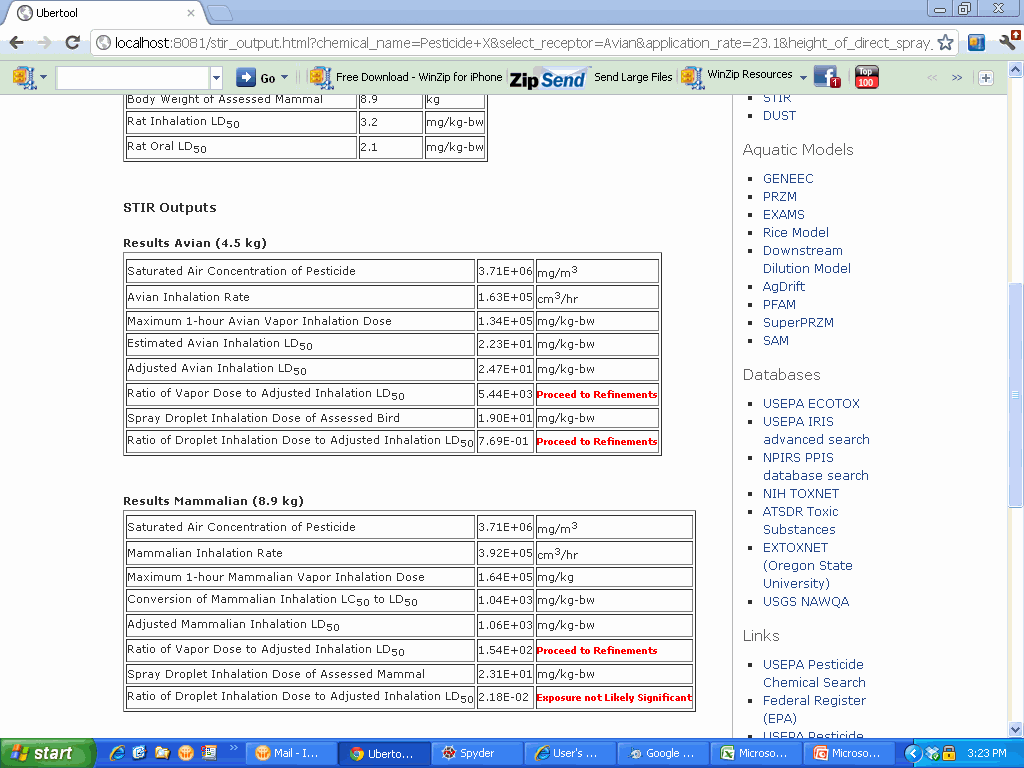 Ubertool
localhost:8081/stir_output.html?chemical_name=Pesticide+X&select_receptor=Avian&application_rate=23.1&height_of_direct_spray_
Go
Free Download - WinZip for iPhone
ZipSend
Send Large Files
WinZip Resources
1
Top 100
Body Weight of Assessed Mammal 8.9 kg
Rat Inhalation LD50 3.2 mg/kg-bw
Rat Oral LD50 2.1 mg/kg-bw
STIR Outputs
Results Avian (4.5 kg)
Saturated Air Concentration of Pesticide 3.71E+06 mg/m3
Avian Inhalation Rate 1.63E+05 cm3/hr
Maximum 1-hour Avian Vapor Inhalation Dose 1.34E+05 mg/kg-bw
Estimated Avian Inhalation LD50 2.23E+01 mg/kg-bw
Adjusted Avian Inhalation LD50 2.47E+01 mg/kg-bw
Ratio of Vapor Dose to Adjusted Inhalation LD50 5.44E+03 Proceed to Refinements
Spray Droplet Inhalation Dose of Assessed Bird 1.90E+01 mg/kg-bw
Ratio of Droplet Inhalation Dose to Adjusted Inhalation LD50 7.69E-01 Proceed to Refinements
Results Mammalian (8.9 kg)
Saturated Air Concentration of Pesticide 3.71E+06 mg/m3
Mammalian Inhalation Rate 3.92E+05 cm3/hr
Maximum 1-hour Mammalian Vapor Inhalation Dose 1.64E+05 mg/kg
Conversion of Mammalian Inhalation LC50 to LD50 1.04E+03 mg/kg-bw
Adjusted Mammalian Inhalation LD50 1.06E+03 mg/kg-bw
Ratio of Vapor Dose to Adjusted Inhalation LD50 1.54E+02 Proceed to Refinements
Spray Droplet Inhalation Dose of Assessed Mammal 2.31E+01 mg/kg-bw
Ratio of Droplet Inhalation Dose to Adjusted Inhalation LD50 2.18E-02 Exposure not Likely Significant
STIR
DUST
Aquatic Models
GENEEC
PRZM
EXAMS
Rice Model
Downstream
Dilution Model
AgDrift
PFAM
SuperPRZM
SAM
Databases
USEPA ECOTOX
USEPA IRIS
advanced search
NPIRS PPIS
database search
NIH TOXNET
ATSDR Toxic
Substances
EXTOXNET
(Oregon State
University)
USGS NAWQA
Links
USEPA Pesticide
Chemical Search
Federal Register
(EPA)
USEPA Pesticide
start
Mail - I...
Uberto...
Spyder
User's ...
Google ...
Microso...
Microso...
3:23 PM